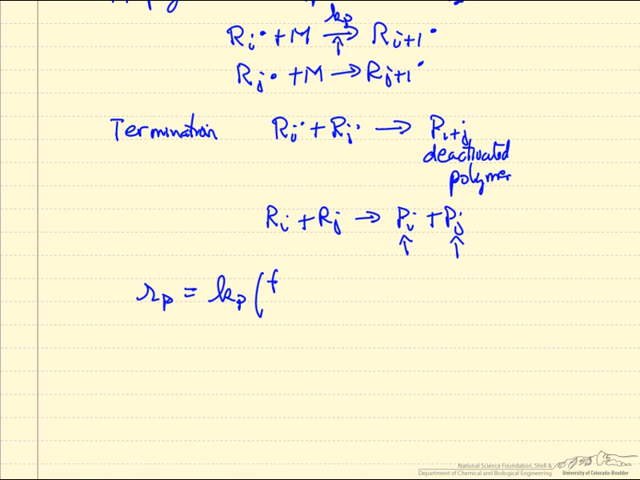 kp
Ri• + M → Ri+1•
↑
Rj• + M → Rj+1•
Termination Ri• + Rj• → Pi+j
deactivated
polymer
Ri + Rj → Pi + Pj
↑ ↑
rp = kp ( f
National Science Foundation, Shell &
Department of Chemical and Biological Engineering
University of Colorado-Boulder